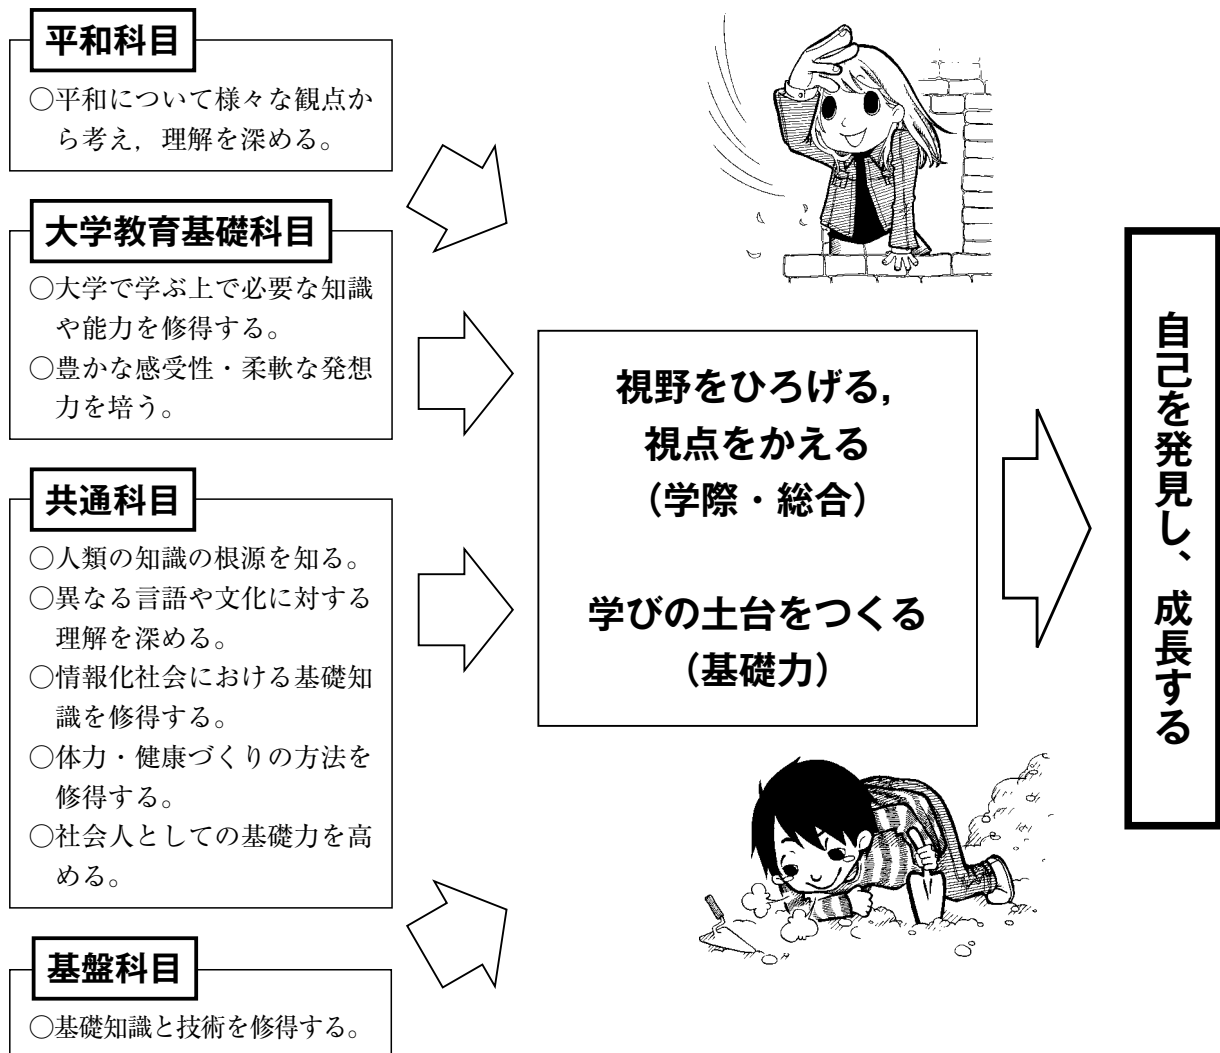 平和科目
○平和について様々な観点か
ら考え，理解を深める。
大学教育基礎科目
○大学で学ぶ上で必要な知識
や能力を修得する。
○豊かな感受性・柔軟な発想
力を培う。
共通科目
○人類の知識の根源を知る。
○異なる言語や文化に対する
理解を深める。
○情報化社会における基礎知
識を修得する。
○体力・健康づくりの方法を
修得する。
○社会人としての基礎力を高
める。
基盤科目
○基礎知識と技術を修得する。
視野をひろげる，
視点をかえる
（学際・総合）
学びの土台をつくる
（基礎力）
自己を発見し、成長する